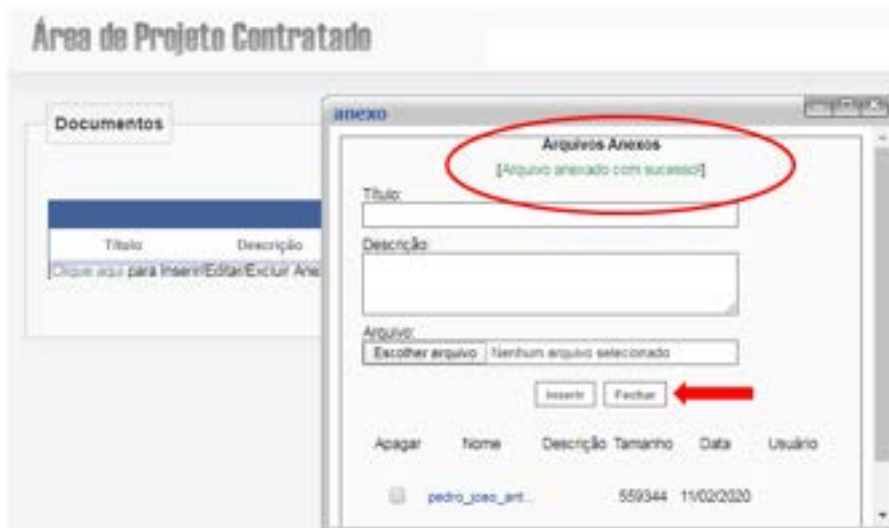 Área de Projeto Contratado
Documentos
Título Descrição
Clique aqui para Inserir/Editar/Excluir Ane
anexo
Arquivos Anexos
[Arquivo anexado com sucesso!]
Título:
Descrição:
Arquivo:
Escolher arquivo Nenhum arquivo selecionado
Inserir Fechar
Apagar Nome Descrição Tamanho Data Usuário
pedro_joao_ant... 559344 11/02/2020